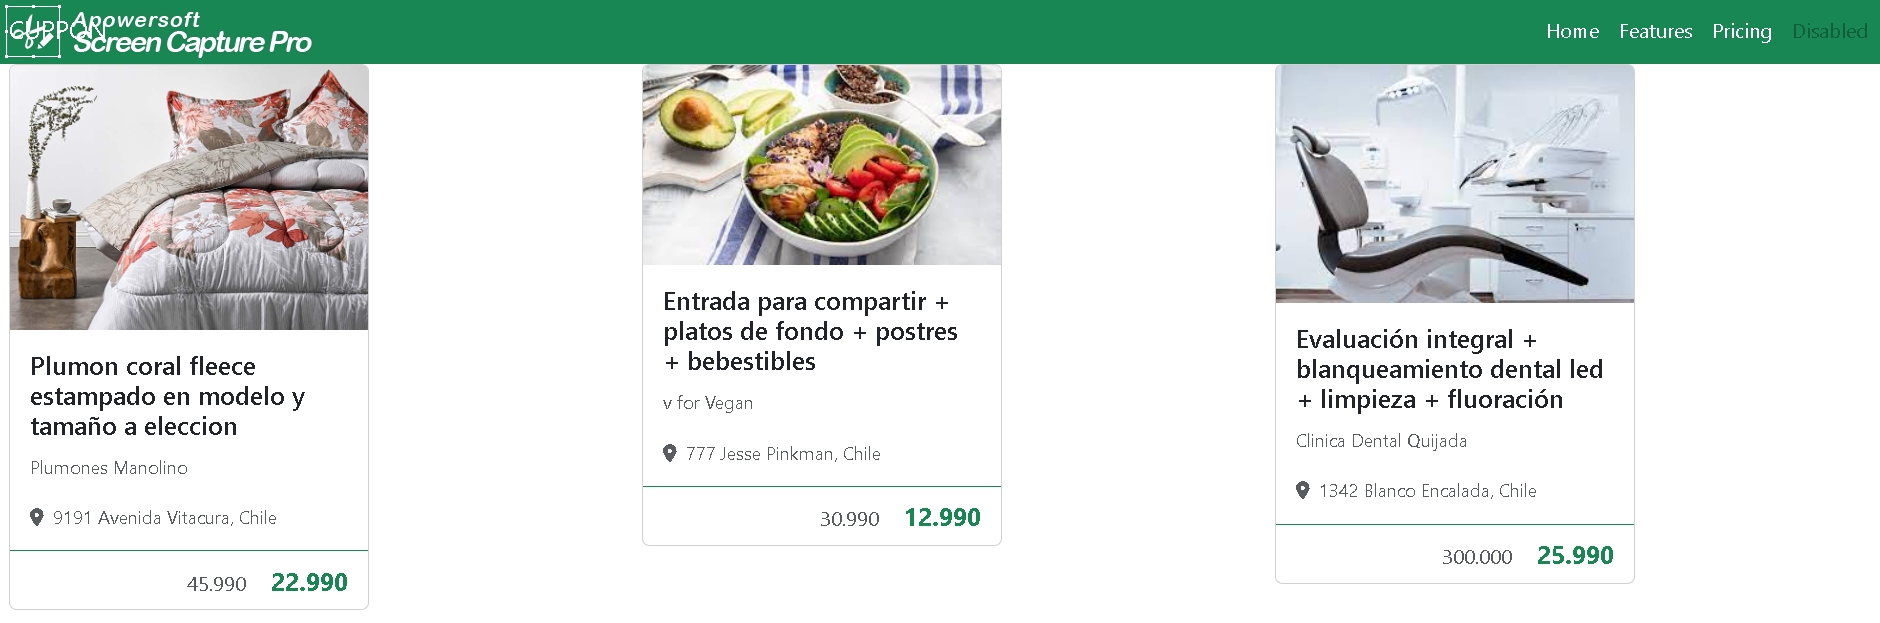 CUPPON
Apowersoft
Screen Capture Pro
Home Features Pricing Disabled
Plumon coral fleece
estampado en modelo y
tamaño a eleccion
Plumones Manolino
9191 Avenida Vitacura, Chile
45.990 22.990
Entrada para compartir +
platos de fondo + postres
+ bebestibles
v for Vegan
777 Jesse Pinkman, Chile
30.990 12.990
Evaluación integral +
blanqueamiento dental led
+ limpieza + fluoración
Clinica Dental Quijada
1342 Blanco Encalada, Chile
300.000 25.990